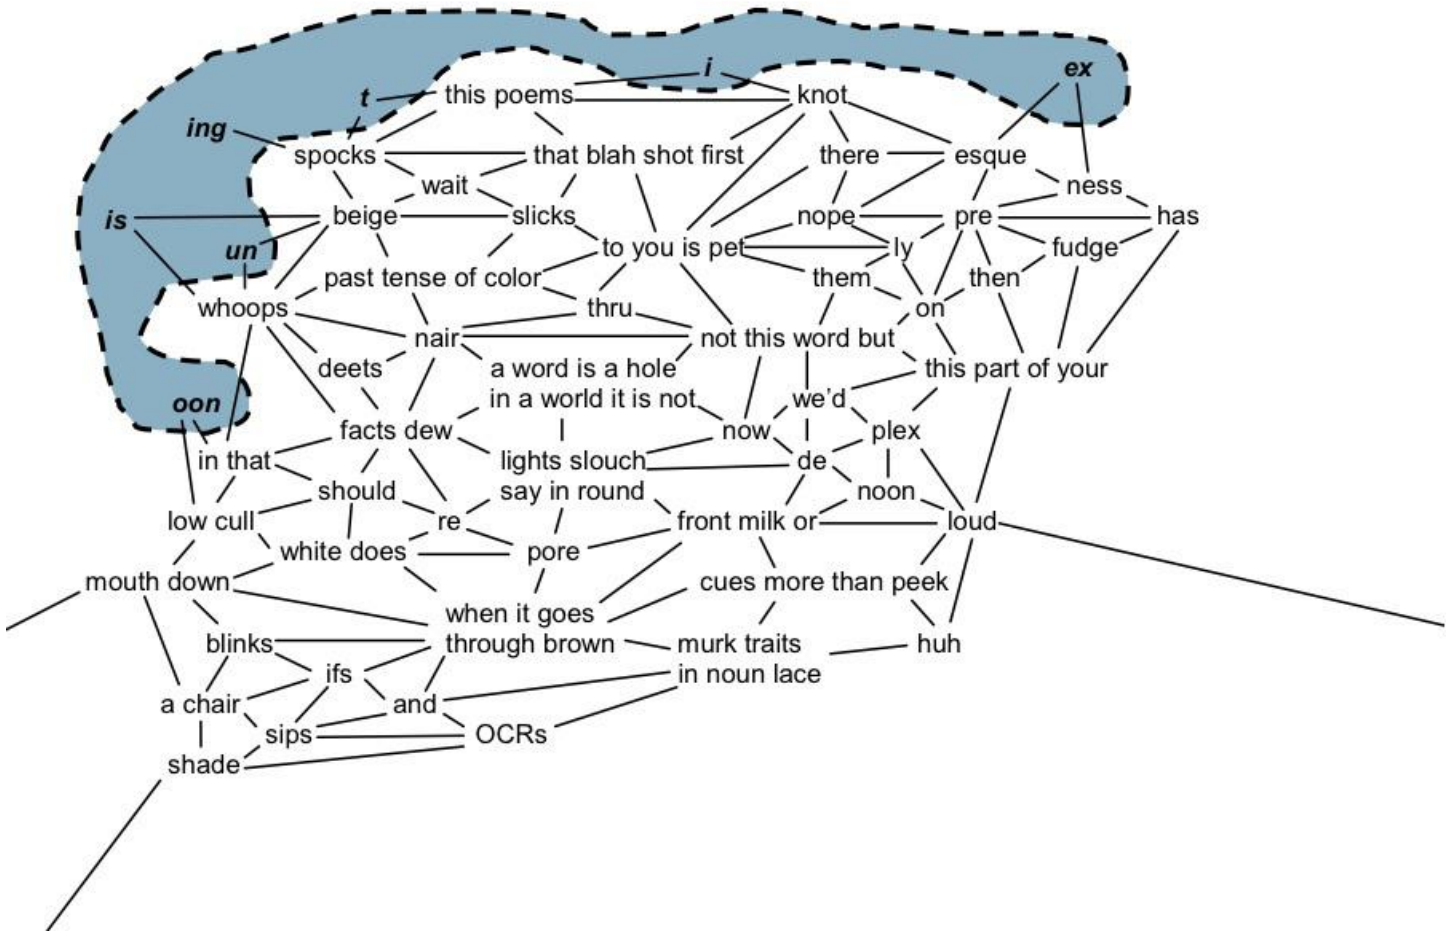 i
ex
t
this poems
knot
ing
spocks
that blah shot first
there
esque
wait
ness
is
beige
slicks
nope
pre
has
un
to you is pet
ly
fudge
past tense of color
them
then
whoops
thru
on
nair
not this word but
deets
a word is a hole
this part of your
in a world it is not
we'd
oon
facts dew
now
plex
in that
lights slouch
de
should
say in round
noon
low cull
re
front milk or
loud
white does
pore
mouth down
cues more than peek
when it goes
blinks
through brown
murk traits
huh
ifs
in noun lace
a chair
and
sips
OCRs
shade